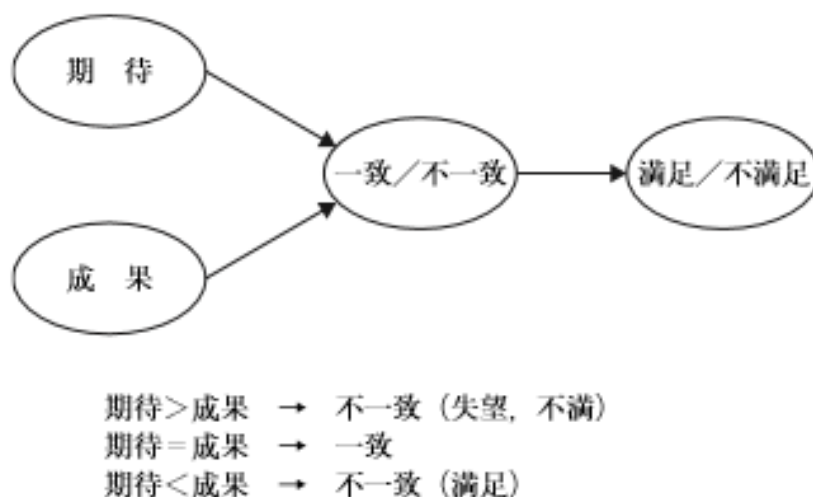 期 待
成 果
一致／不一致
満足／不満足
期待＞成果 → 不一致（失望，不満）
期待＝成果 → 一致
期待＜成果 → 不一致（満足）